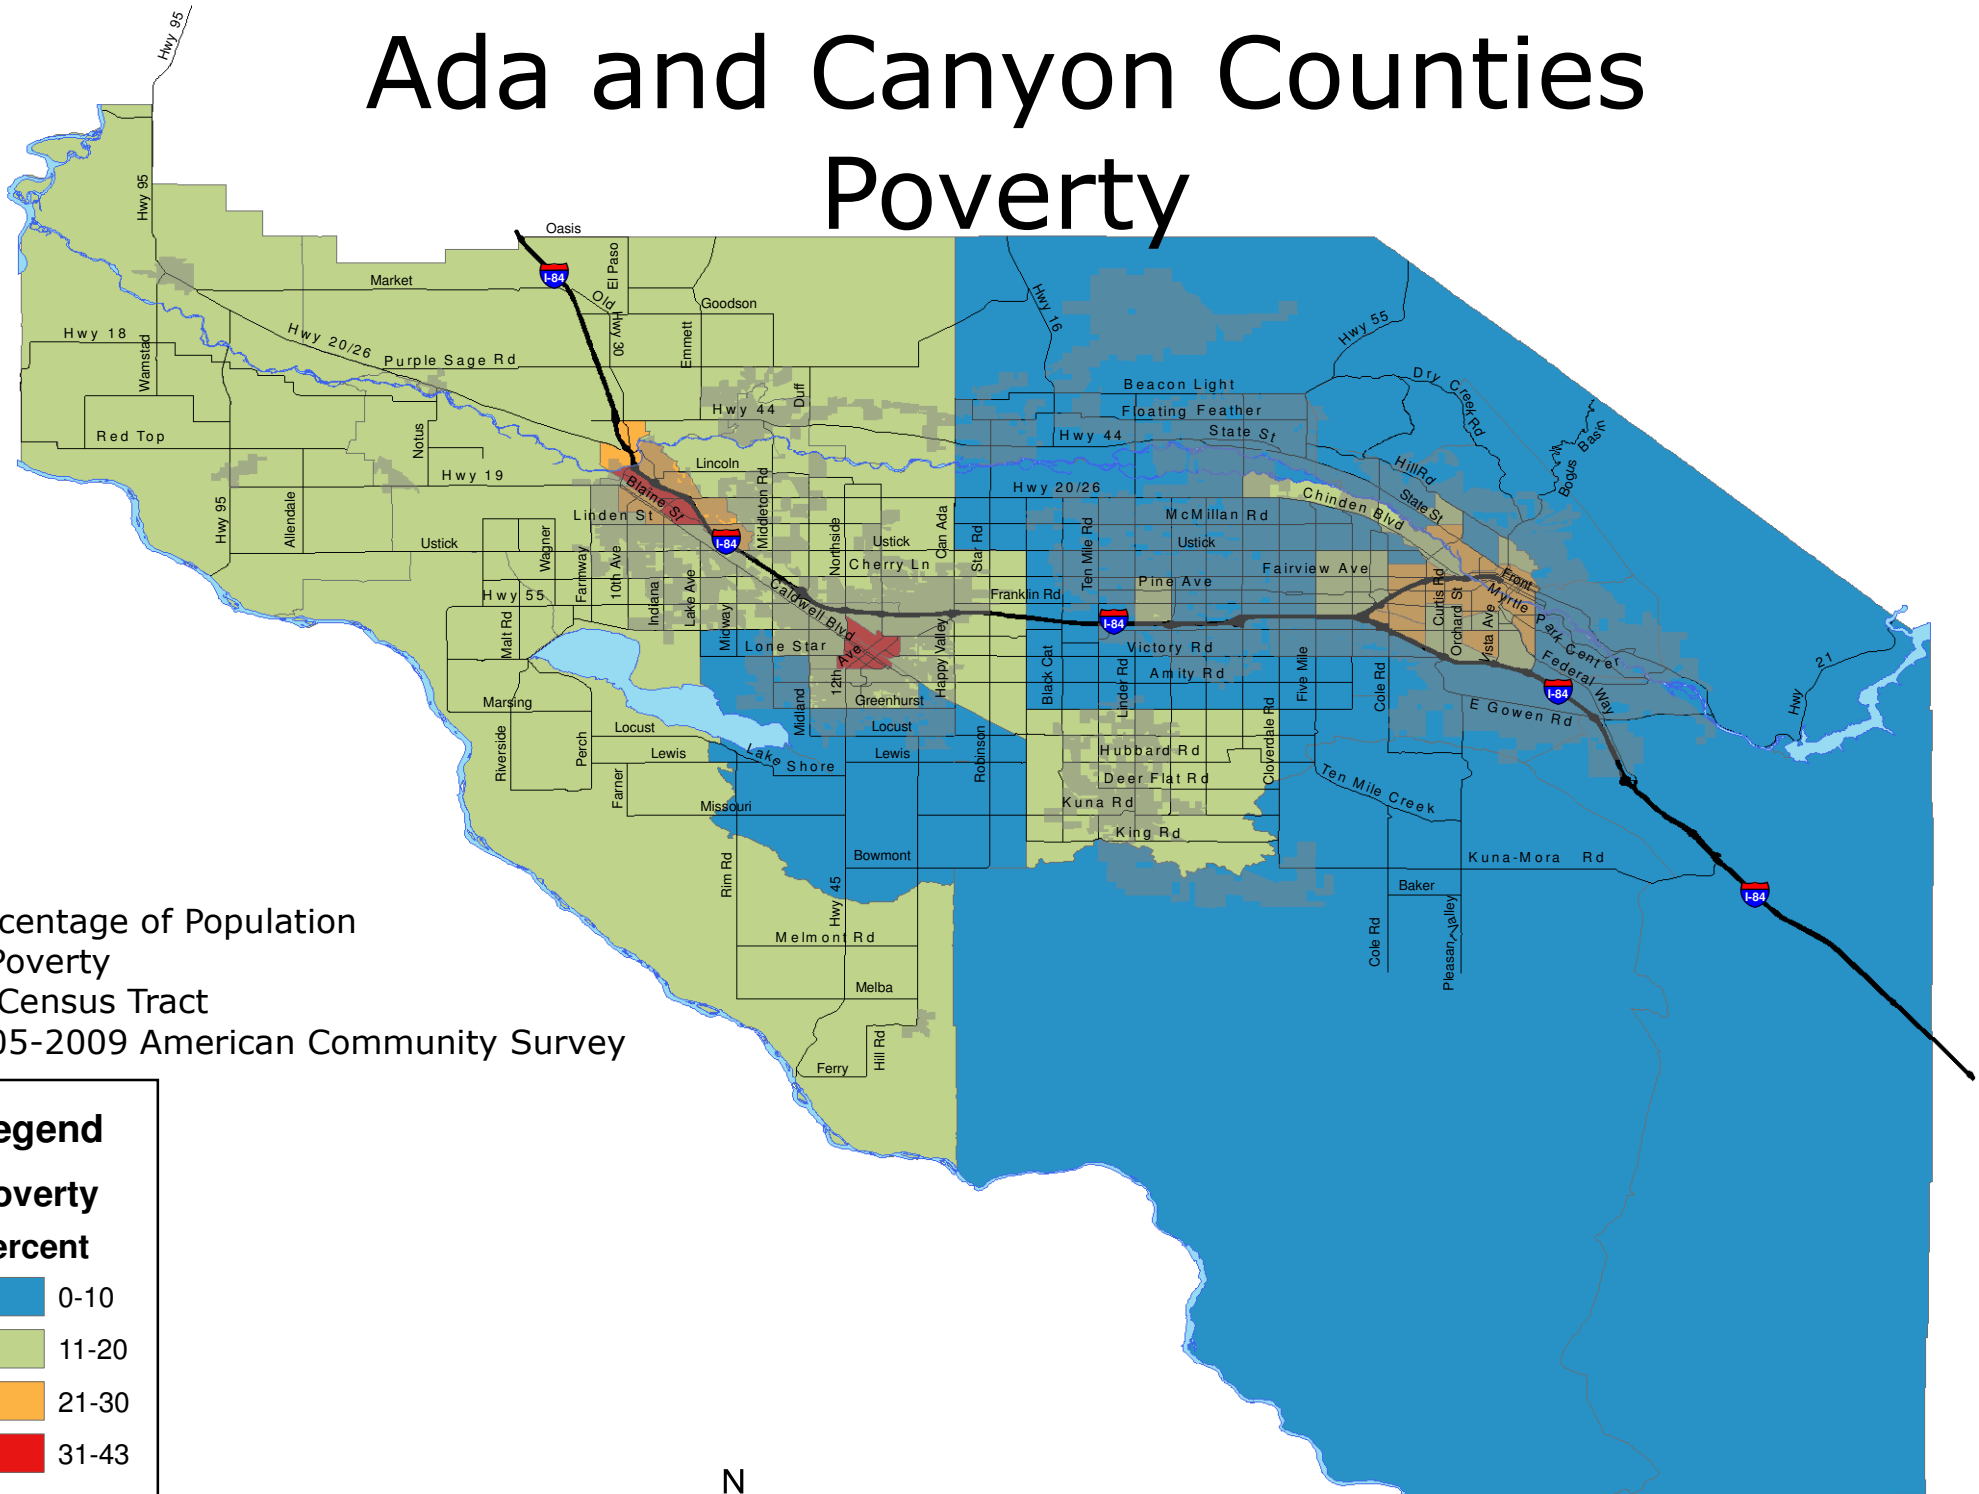 Ada and Canyon Counties
Poverty
Hwy 95
Hwy 95
Oasis
I-84
El Paso
Market
Old Hwy 30
Goodson
Hwy 16
Hwy 55
Hwy 18
Hwy 20/26
Wamstad
Purple Sage Rd
Emmett
Duff
Beacon Light
Dry Creek Rd
Hwy 44
Floating Feather
Red Top
Notus
Hwy 44
State St
Bogus Basin
Hwy 19
Lincoln
Hill Rd
Blaine St
Middleton Rd
Hwy 20/26
Chinden Blvd
State St
Hwy 95
Allendale
Linden St
McMillan Rd
I-84
Ustick
Wagner
Farmway
10th Ave
Northside
Ustick
Can Ada
Star Rd
Ten Mile Rd
Ustick
Cherry Ln
Fairview Ave
Pine Ave
Front
Hwy 55
Indiana
Lake Ave
Midway
Caldwell Blvd
Franklin Rd
Curtis Rd
Orchard St
Vista Ave
Myrtle
I-84
Malt Rd
Lone Star
12th Ave
Happy Valley
Black Cat
Victory Rd
Park Center
Amity Rd
Linder Rd
Five Mile
Cole Rd
Federal Way
I-84
Hwy 21
Marsing
Midland
Greenhurst
Cloverdale Rd
E Gowen Rd
Riverside
Perch
Locust
Locust
Lewis
Lake Shore
Lewis
Robinson
Hubbard Rd
Farner
Deer Flat Rd
Ten Mile Creek
Missouri
Kuna Rd
King Rd
Rim Rd
Bowmont
Kuna-Mora Rd
Hwy 45
Baker
I-84
Cole Rd
Pleasant Valley
Melmont Rd
Melba
Hill Rd
Ferry
centage of Population
Poverty
Census Tract
05-2009 American Community Survey
egend
overty
ercent
0-10
11-20
21-30
31-43
N